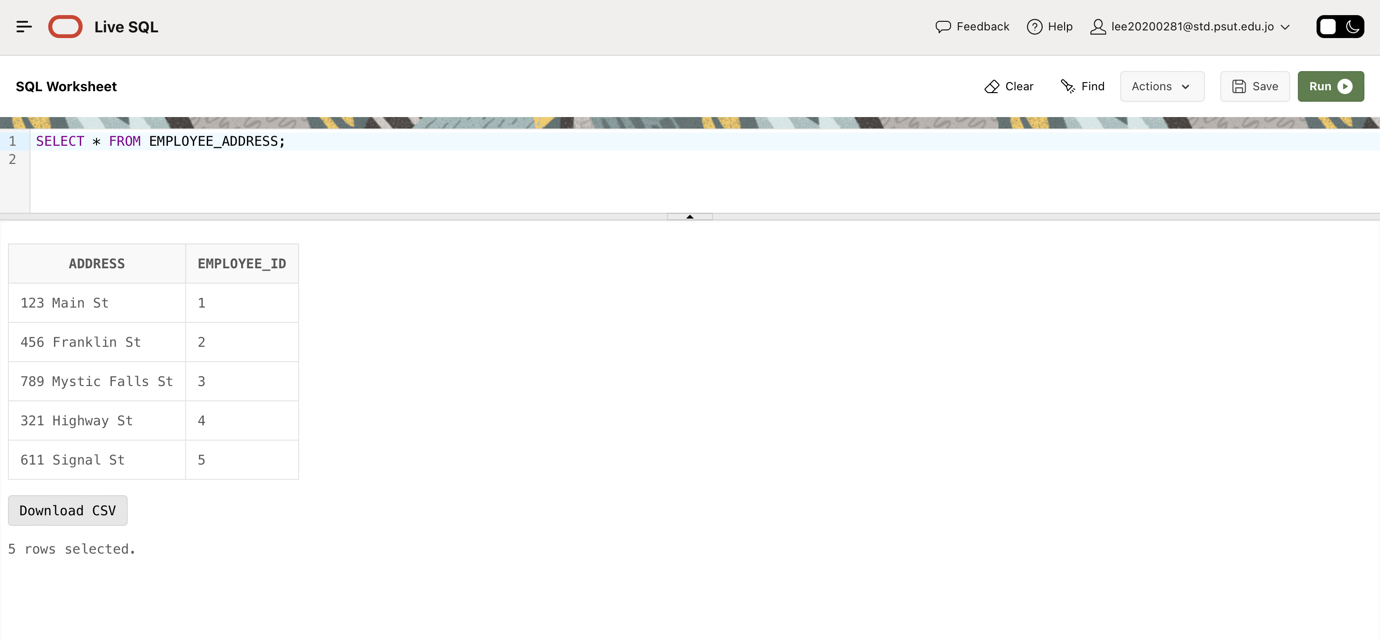 Live SQL Feedback Help lee20200281@std.psut.edu.jo
SQL Worksheet Clear Find Actions Save Run
1 SELECT * FROM EMPLOYEE_ADDRESS;
2
ADDRESS EMPLOYEE_ID
123 Main St 1
456 Franklin St 2
789 Mystic Falls St 3
321 Highway St 4
611 Signal St 5
Download CSV
5 rows selected.